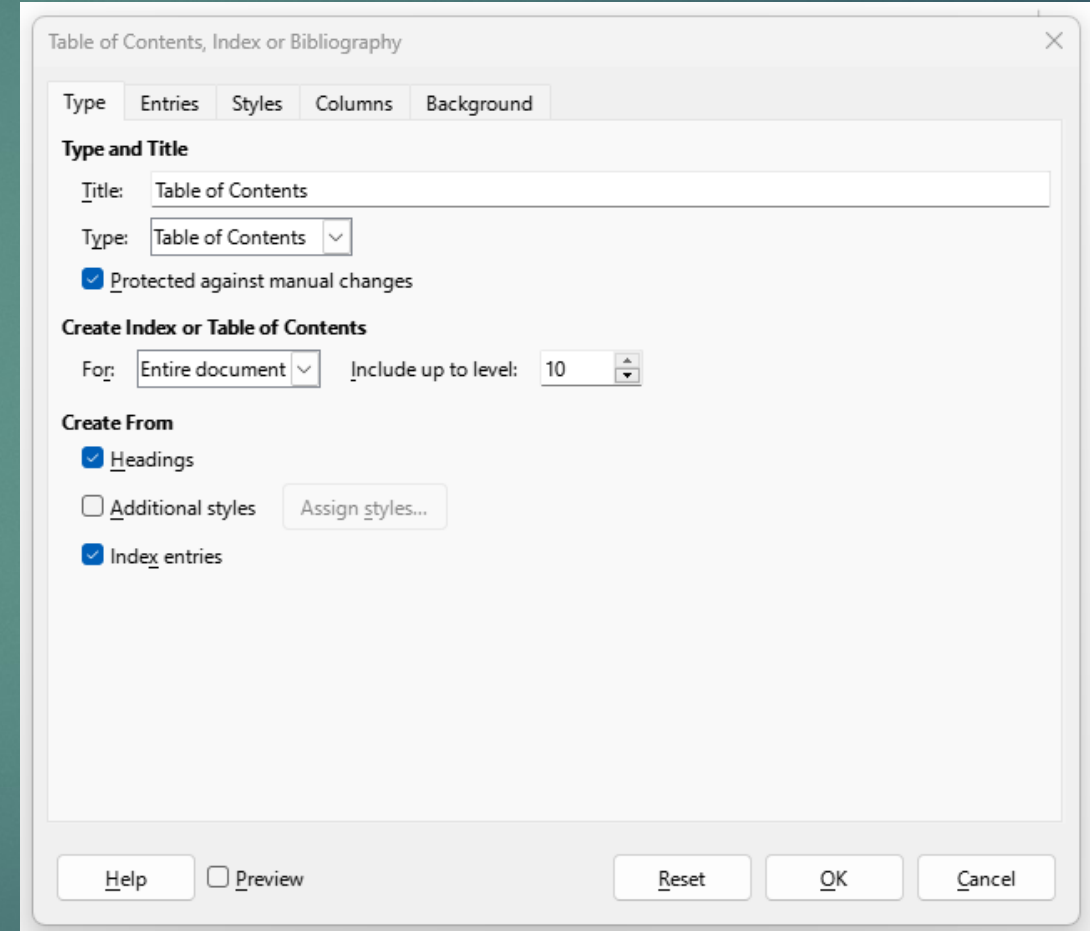 Table of Contents, Index or Bibliography
Type Entries Styles Columns Background
Type and Title
Title: Table of Contents
Type: Table of Contents
Protected against manual changes
Create Index or Table of Contents
For: Entire document Include up to level: 10
Create From
Headings
Additional styles Assign styles...
Index entries
Help Preview Reset OK Cancel